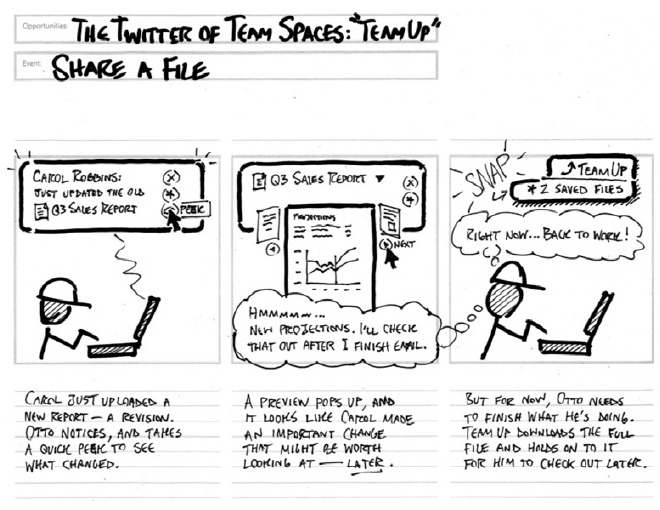 Opportunities: THE TWITTER OF TEAM SPACES: "TEAM UP"
Event: SHARE A FILE
CAROL ROBBINS:
JUST UPDATED THE OLD
Q3 SALES REPORT
PEEK
Q3 SALES REPORT
PROJECTIONS
NEXT
HMMMMM...
NEW PROJECTIONS. I'LL CHECK
THAT OUT AFTER I FINISH EMAIL.
SNAP
TEAM UP
* 2 SAVED FILES
RIGHT NOW... BACK TO WORK!
CAROL JUST UPLOADED A
NEW REPORT — A REVISION.
OTTO NOTICES, AND TAKES
A QUICK PEEK TO SEE
WHAT CHANGED.
A PREVIEW POPS UP, AND
IT LOOKS LIKE CAROL MADE
AN IMPORTANT CHANGE
THAT MIGHT BE WORTH
LOOKING AT — LATER.
BUT FOR NOW, OTTO NEEDS
TO FINISH WHAT HE'S DOING.
TEAM UP DOWNLOADS THE FULL
FILE AND HOLDS ON TO IT
FOR HIM TO CHECK OUT LATER.